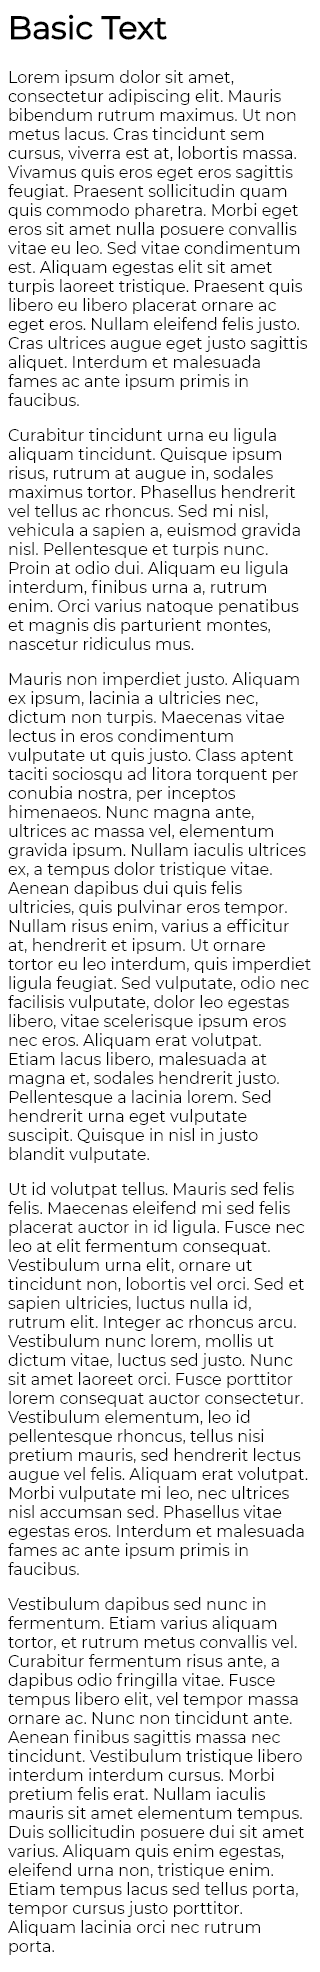 Basic Text
Lorem ipsum dolor sit amet,
consectetur adipiscing elit. Mauris
bibendum rutrum maximus. Ut non
metus lacus. Cras tincidunt sem
cursus, viverra est at, lobortis massa.
Vivamus quis eros eget eros sagittis
feugiat. Praesent sollicitudin quam
quis commodo pharetra. Morbi eget
eros sit amet nulla posuere convallis
vitae eu leo. Sed vitae condimentum
est. Aliquam egestas elit sit amet
turpis laoreet tristique. Praesent quis
libero eu libero placerat ornare ac
eget eros. Nullam eleifend felis justo.
Cras ultrices augue eget justo sagittis
aliquet. Interdum et malesuada
fames ac ante ipsum primis in
faucibus.
Curabitur tincidunt urna eu ligula
aliquam tincidunt. Quisque ipsum
risus, rutrum at augue in, sodales
maximus tortor. Phasellus hendrerit
vel tellus ac rhoncus. Sed mi nisl,
vehicula a sapien a, euismod gravida
nisl. Pellentesque et turpis nunc.
Proin at odio dui. Aliquam eu ligula
interdum, finibus urna a, rutrum
enim. Orci varius natoque penatibus
et magnis dis parturient montes,
nascetur ridiculus mus.
Mauris non imperdiet justo. Aliquam
ex ipsum, lacinia a ultricies nec,
dictum non turpis. Maecenas vitae
lectus in eros condimentum
vulputate ut quis justo. Class aptent
taciti sociosqu ad litora torquent per
conubia nostra, per inceptos
himenaeos. Nunc magna ante,
ultrices ac massa vel, elementum
gravida ipsum. Nullam iaculis ultrices
ex, a tempus dolor tristique vitae.
Aenean dapibus dui quis felis
ultricies, quis pulvinar eros tempor.
Nullam risus enim, varius a efficitur
at, hendrerit et ipsum. Ut ornare
tortor eu leo interdum, quis imperdiet
ligula feugiat. Sed vulputate, odio nec
facilisis vulputate, dolor leo egestas
libero, vitae scelerisque ipsum eros
nec eros. Aliquam erat volutpat.
Etiam lacus libero, malesuada at
magna et, sodales hendrerit justo.
Pellentesque a lacinia lorem. Sed
hendrerit urna eget vulputate
suscipit. Quisque in nisl in justo
blandit vulputate.
Ut id volutpat tellus. Mauris sed felis
felis. Maecenas eleifend mi sed felis
placerat auctor in id ligula. Fusce nec
leo at elit fermentum consequat.
Vestibulum urna elit, ornare ut
tincidunt non, lobortis vel orci. Sed et
sapien ultricies, luctus nulla id,
rutrum elit. Integer ac rhoncus arcu.
Vestibulum nunc lorem, mollis ut
dictum vitae, luctus sed justo. Nunc
sit amet laoreet orci. Fusce porttitor
lorem consequat auctor consectetur.
Vestibulum elementum, leo id
pellentesque rhoncus, tellus nisi
pretium mauris, sed hendrerit lectus
augue vel felis. Aliquam erat volutpat.
Morbi vulputate mi leo, nec ultrices
nisl accumsan sed. Phasellus vitae
egestas eros. Interdum et malesuada
fames ac ante ipsum primis in
faucibus.
Vestibulum dapibus sed nunc in
fermentum. Etiam varius aliquam
tortor, et rutrum metus convallis vel.
Curabitur fermentum risus ante, a
dapibus odio fringilla vitae. Fusce
tempus libero elit, vel tempor massa
ornare ac. Nunc non tincidunt ante.
Aenean finibus sagittis massa nec
tincidunt. Vestibulum tristique libero
interdum interdum cursus. Morbi
pretium felis erat. Nullam iaculis
mauris sit amet elementum tempus.
Duis sollicitudin posuere dui sit amet
varius. Aliquam quis enim egestas,
eleifend urna non, tristique enim.
Etiam tempus lacus sed tellus porta,
tempor cursus justo porttitor.
Aliquam lacinia orci nec rutrum
porta.